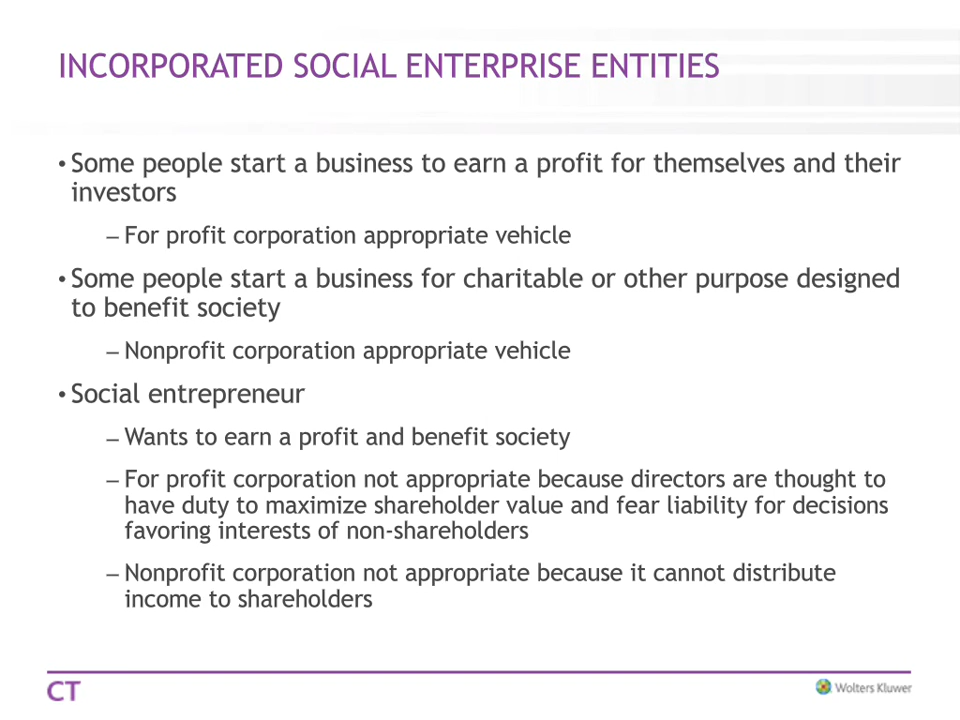 INCORPORATED SOCIAL ENTERPRISE ENTITIES
• Some people start a business to earn a profit for themselves and their
investors
– For profit corporation appropriate vehicle
• Some people start a business for charitable or other purpose designed
to benefit society
– Nonprofit corporation appropriate vehicle
• Social entrepreneur
– Wants to earn a profit and benefit society
– For profit corporation not appropriate because directors are thought to
have duty to maximize shareholder value and fear liability for decisions
favoring interests of non-shareholders
– Nonprofit corporation not appropriate because it cannot distribute
income to shareholders
CT
Wolters Kluwer